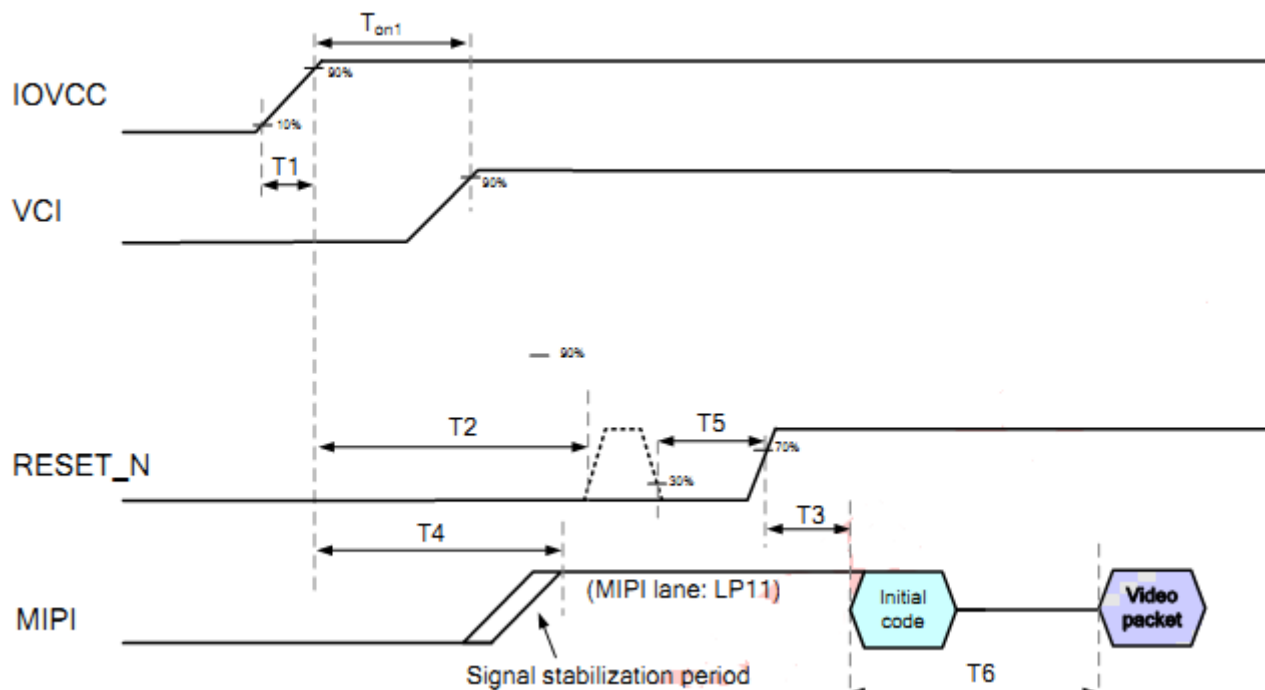 Ton1
IOVCC
90%
10%
T1
VCI
90%
90%
T2
T5
RESET_N
70%
30%
T4
T3
(MIPI lane: LP11)
MIPI
Initial
code
Video
packet
Signal stabilization period
T6